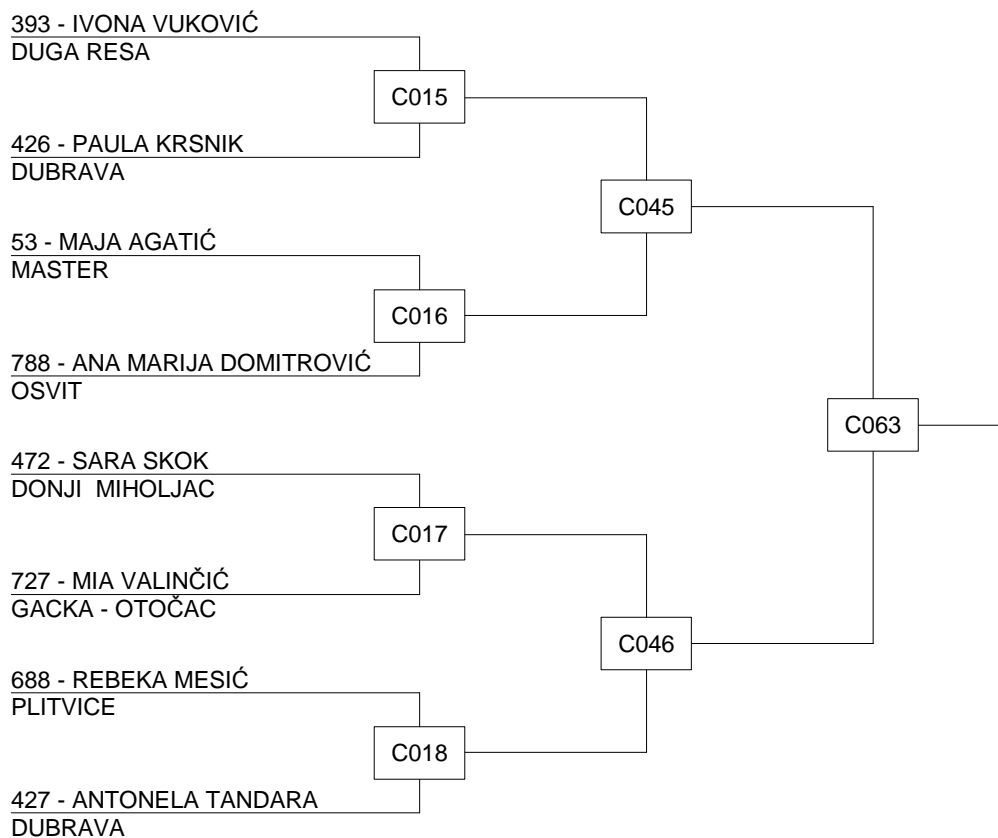 393 - IVONA VUKOVIĆ
DUGA RESA
C015
426 - PAULA KRSNIK
DUBRAVA
C045
53 - MAJA AGATIĆ
MASTER
C016
788 - ANA MARIJA DOMITROVIĆ
OSVIT
C063
472 - SARA SKOK
DONJI  MIHOLJAC
C017
727 - MIA VALINČIĆ
GACKA - OTOČAC
C046
688 - REBEKA MESIĆ
PLITVICE
C018
427 - ANTONELA TANDARA
DUBRAVA